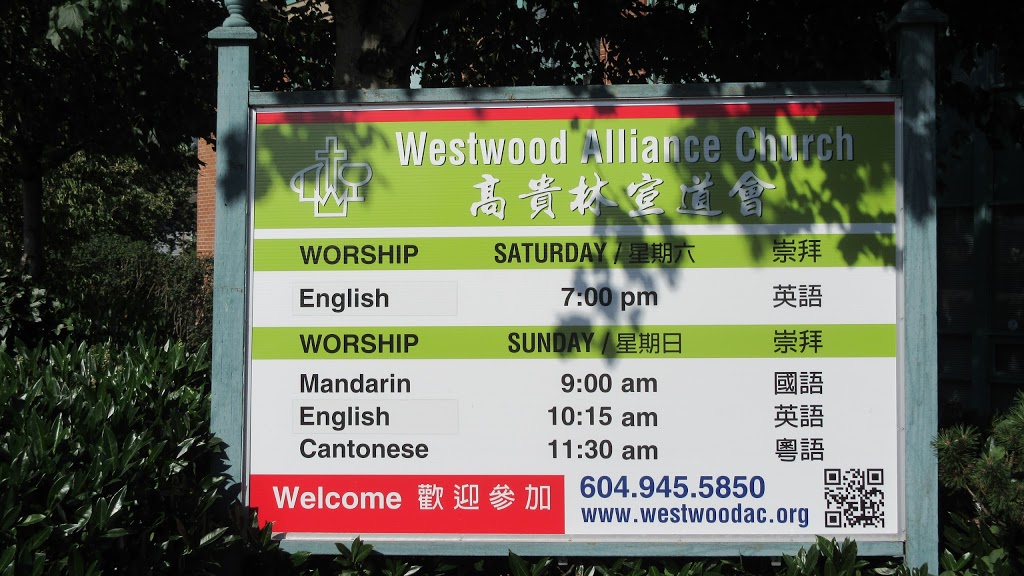 Westwood Alliance Church
高貴林宣道會
WORSHIP SATURDAY / 星期六 崇拜
English 7:00 pm 英語
WORSHIP SUNDAY / 星期日 崇拜
Mandarin 9:00 am 國語
English 10:15 am 英語
Cantonese 11:30 am 粵語
Welcome 歡迎參加
604.945.5850
www.westwoodac.org